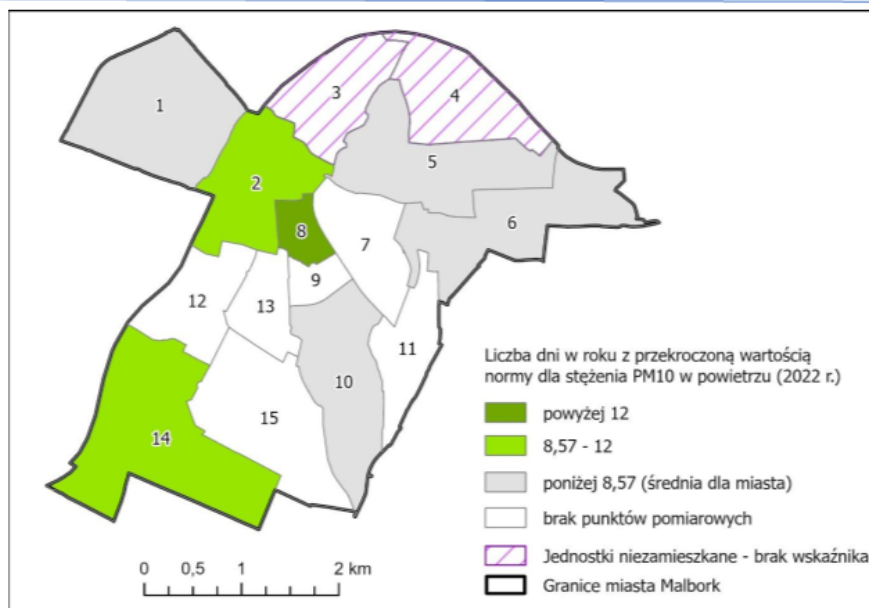 1
3
4
2
5
8
6
7
9
12
13
11
10
15
14
Liczba dni w roku z przekroczoną wartością
normy dla stężenia PM10 w powietrzu (2022 r.)
powyżej 12
8,57 - 12
poniżej 8,57 (średnia dla miasta)
brak punktów pomiarowych
Jednostki niezamieszkane - brak wskaźnika
Granice miasta Malbork
0 0,5 1 2 km